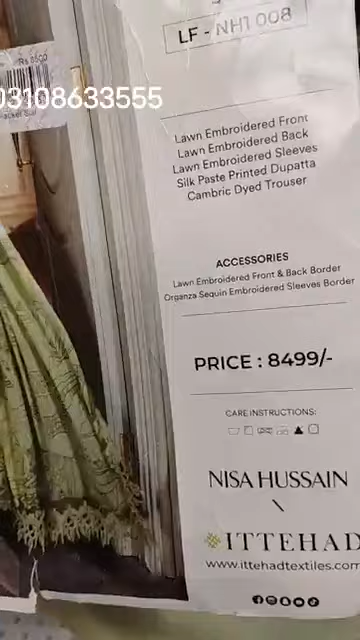 LF - NH1 008
Rs 8500
03108633555
Lawn Embroidered Front
Lawn Embroidered Back
Lawn Embroidered Sleeves
Silk Paste Printed Dupatta
Cambric Dyed Trouser
ACCESSORIES
Lawn Embroidered Front & Back Border
Organza Sequin Embroidered Sleeves Border
PRICE : 8499/-
CARE INSTRUCTIONS:
NISA HUSSAIN
\
ITTEHAD
www.ittehadtextiles.com